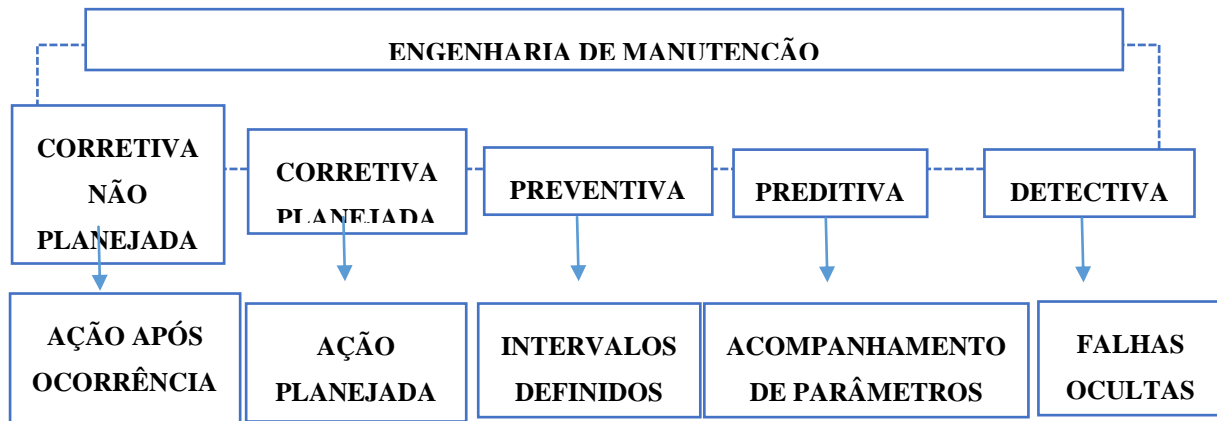 ENGENHARIA DE MANUTENÇÃO
CORRETIVA
NÃO
PLANEJADA
CORRETIVA
PLANEJADA
PREVENTIVA
PREDITIVA
DETECTIVA
AÇÃO APÓS
OCORRÊNCIA
AÇÃO
PLANEJADA
INTERVALOS
DEFINIDOS
ACOMPANHAMENTO
DE PARÂMETROS
FALHAS
OCULTAS